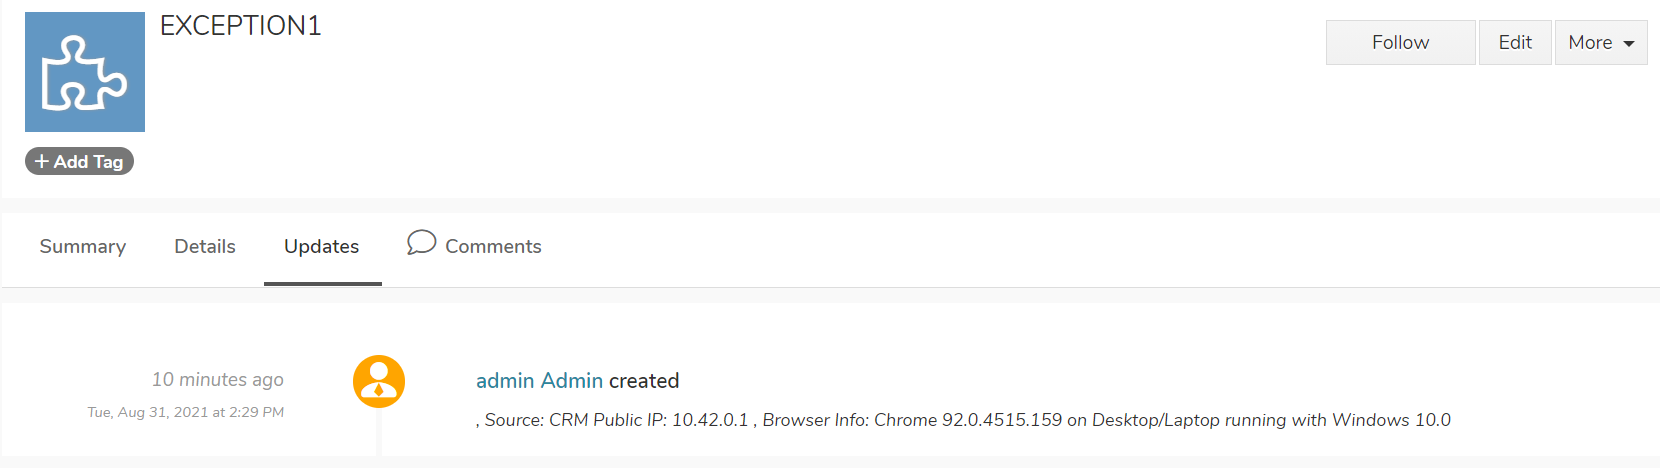 EXCEPTION1
Follow
Edit
More
+ Add Tag
Summary
Details
Updates
Comments
10 minutes ago
Tue, Aug 31, 2021 at 2:29 PM
admin Admin created
, Source: CRM Public IP: 10.42.0.1 , Browser Info: Chrome 92.0.4515.159 on Desktop/Laptop running with Windows 10.0